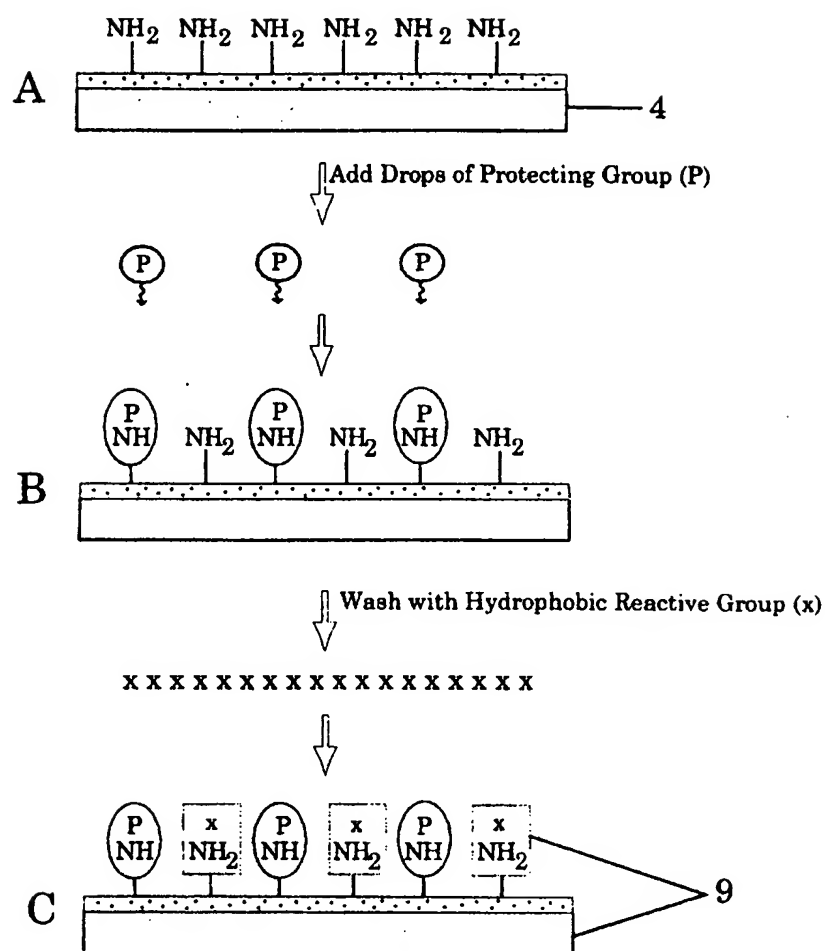 NH2 NH2 NH2 NH2 NH2 NH2
A
4
Add Drops of Protecting Group (P)
P P P
P P P
NH NH2 NH NH2 NH NH2
B
Wash with Hydrophobic Reactive Group (x)
x x x x x x x x x x x x x x x x x x
P x P x P x
NH NH2 NH NH2 NH NH2
C
9